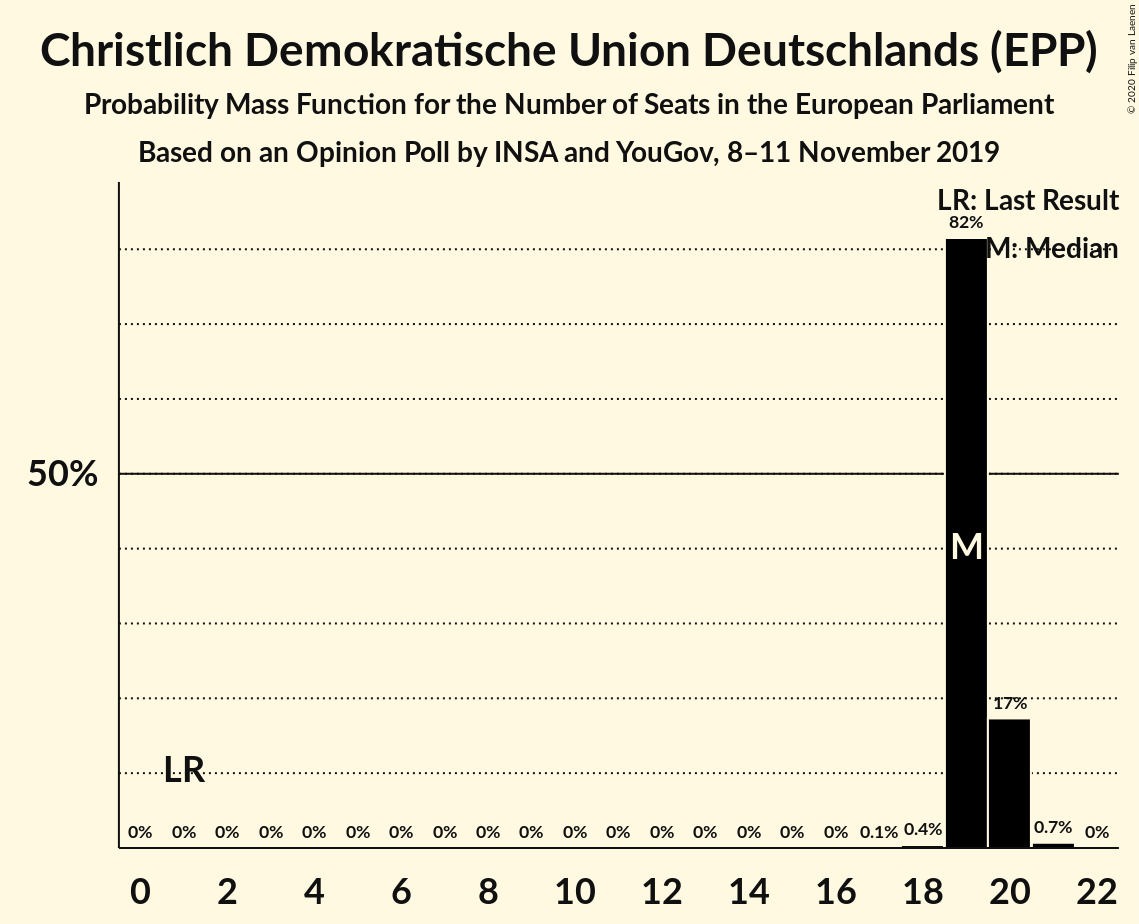 Christlich Demokratische Union Deutschlands (EPP)
Probability Mass Function for the Number of Seats in the European Parliament
Based on an Opinion Poll by INSA and YouGov, 8–11 November 2019
© 2020 Filip van Laenen
LR: Last Result
82%
M: Median
50%
M
17%
LR
0% 0% 0% 0% 0% 0% 0% 0% 0% 0% 0% 0% 0% 0% 0% 0% 0% 0.1% 0.4% 0.7% 0%
0 2 4 6 8 10 12 14 16 18 20 22